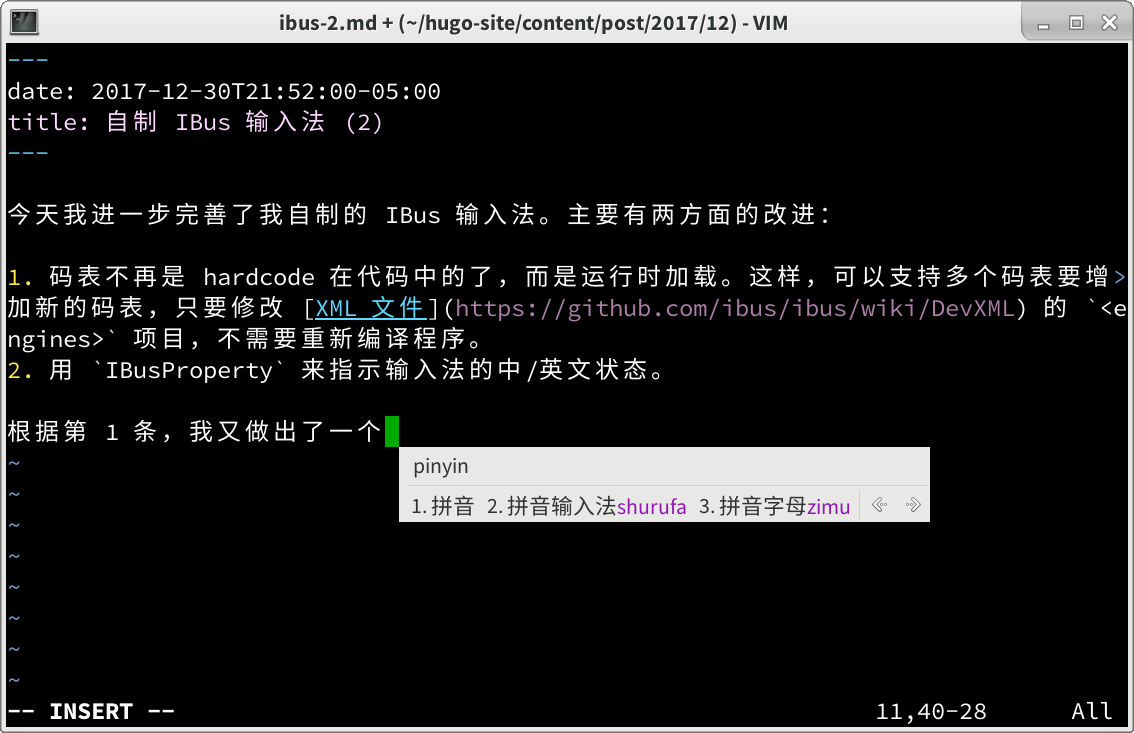 ibus-2.md + (~/hugo-site/content/post/2017/12) - VIM
---
date: 2017-12-30T21:52:00-05:00
title: 自制 IBus 输入法 (2)
---
今天我进一步完善了我自制的 IBus 输入法。主要有两方面的改进：
1. 码表不再是 hardcode 在代码中的了，而是运行时加载。这样，可以支持多个码表要增>
加新的码表，只要修改 [XML 文件](https://github.com/ibus/ibus/wiki/DevXML) 的 `<e
ngines>` 项目，不需要重新编译程序。
2. 用 `IBusProperty` 来指示输入法的中/英文状态。
根据第 1 条，我又做出了一个
~
pinyin
~
1. 拼音 2. 拼音输入法shurufa 3. 拼音字母zimu
~
~
~
~
~
~
-- INSERT -- 11,40-28 All